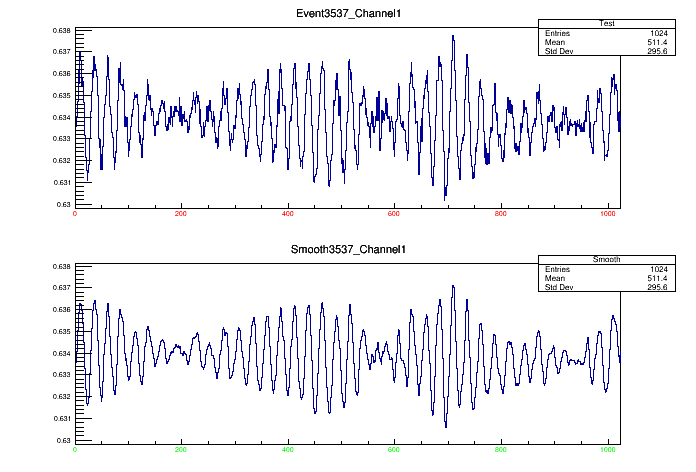 Event3537_Channel1
Test
Entries 1024
Mean 511.4
Std Dev 295.6
0.638
0.637
0.636
0.635
0.634
0.633
0.632
0.631
0.63
0 200 400 600 800 1000
Smooth3537_Channel1
Smooth
Entries 1024
Mean 511.4
Std Dev 295.6
0.638
0.637
0.636
0.635
0.634
0.633
0.632
0.631
0.63
0 200 400 600 800 1000